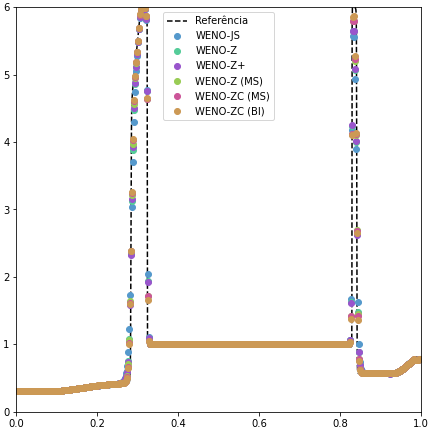 6
5
4
3
2
1
0
0.0 0.2 0.4 0.6 0.8 1.0
Referência
WENO-JS
WENO-Z
WENO-Z+
WENO-Z (MS)
WENO-ZC (MS)
WENO-ZC (BI)